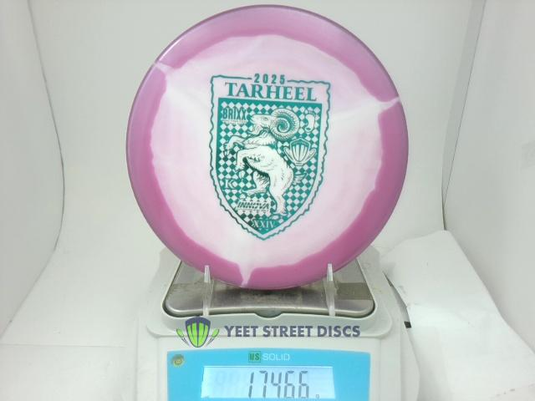 2025
TARHEEL
BRIXX
INNOVA
XXIV
YEET STREET DISCS
US SOLID
174.66